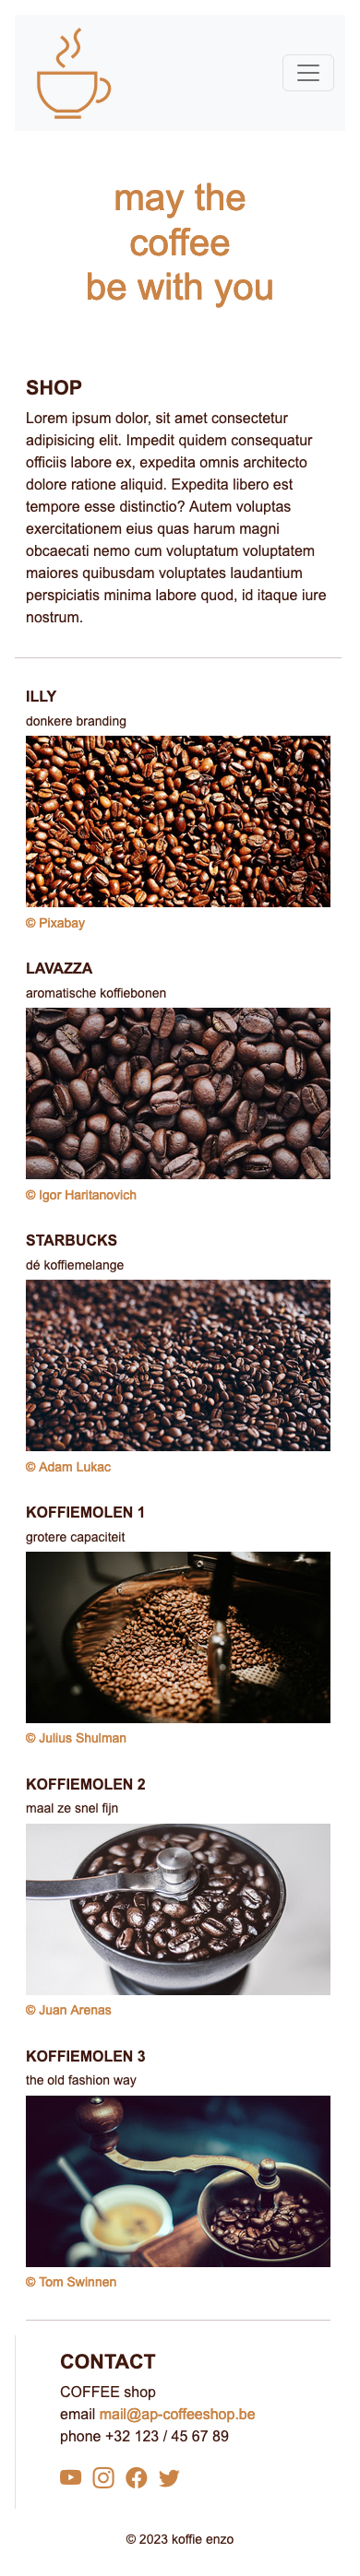 may the
coffee
be with you
SHOP
Lorem ipsum dolor, sit amet consectetur
adipisicing elit. Impedit quidem consequatur
officiis labore ex, expedita omnis architecto
dolore ratione aliquid. Expedita libero est
tempore esse distinctio? Autem voluptas
exercitationem eius quas harum magni
obcaecati nemo cum voluptatum voluptatem
maiores quibusdam voluptates laudantium
perspiciatis minima labore quod, id itaque iure
nostrum.
ILLY
donkere branding
© Pixabay
LAVAZZA
aromatische koffiebonen
© Igor Haritanovich
STARBUCKS
dé koffiemelange
© Adam Lukac
KOFFIEMOLEN 1
grotere capaciteit
© Julius Shulman
KOFFIEMOLEN 2
maal ze snel fijn
© Juan Arenas
KOFFIEMOLEN 3
the old fashion way
© Tom Swinnen
CONTACT
COFFEE shop
email mail@ap-coffeeshop.be
phone +32 123 / 45 67 89
© 2023 koffie enzo